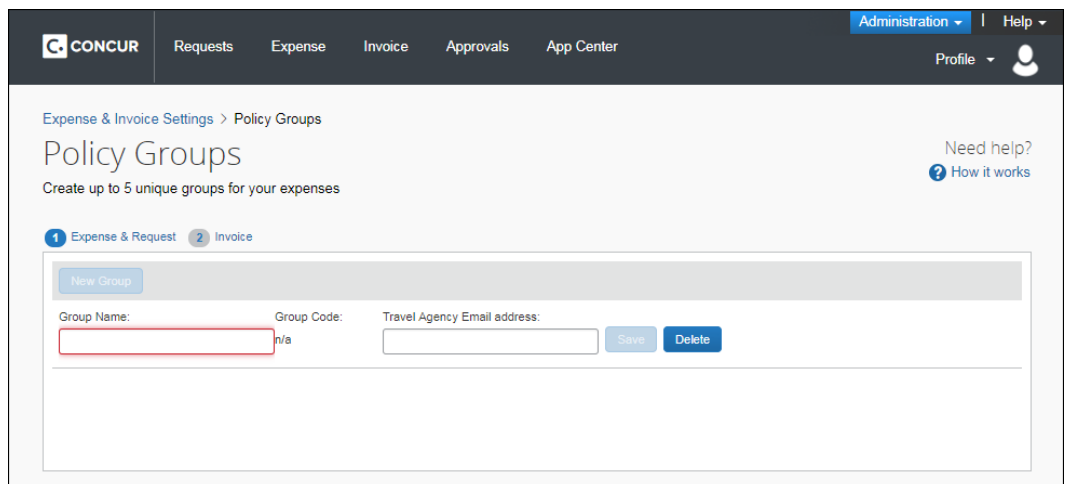 Administration | Help
C. CONCUR Requests Expense Invoice Approvals App Center
Profile
Expense & Invoice Settings > Policy Groups
Policy Groups
Need help?
Create up to 5 unique groups for your expenses
? How it works
1 Expense & Request 2 Invoice
New Group
Group Name: Group Code: Travel Agency Email address:
n/a Save Delete